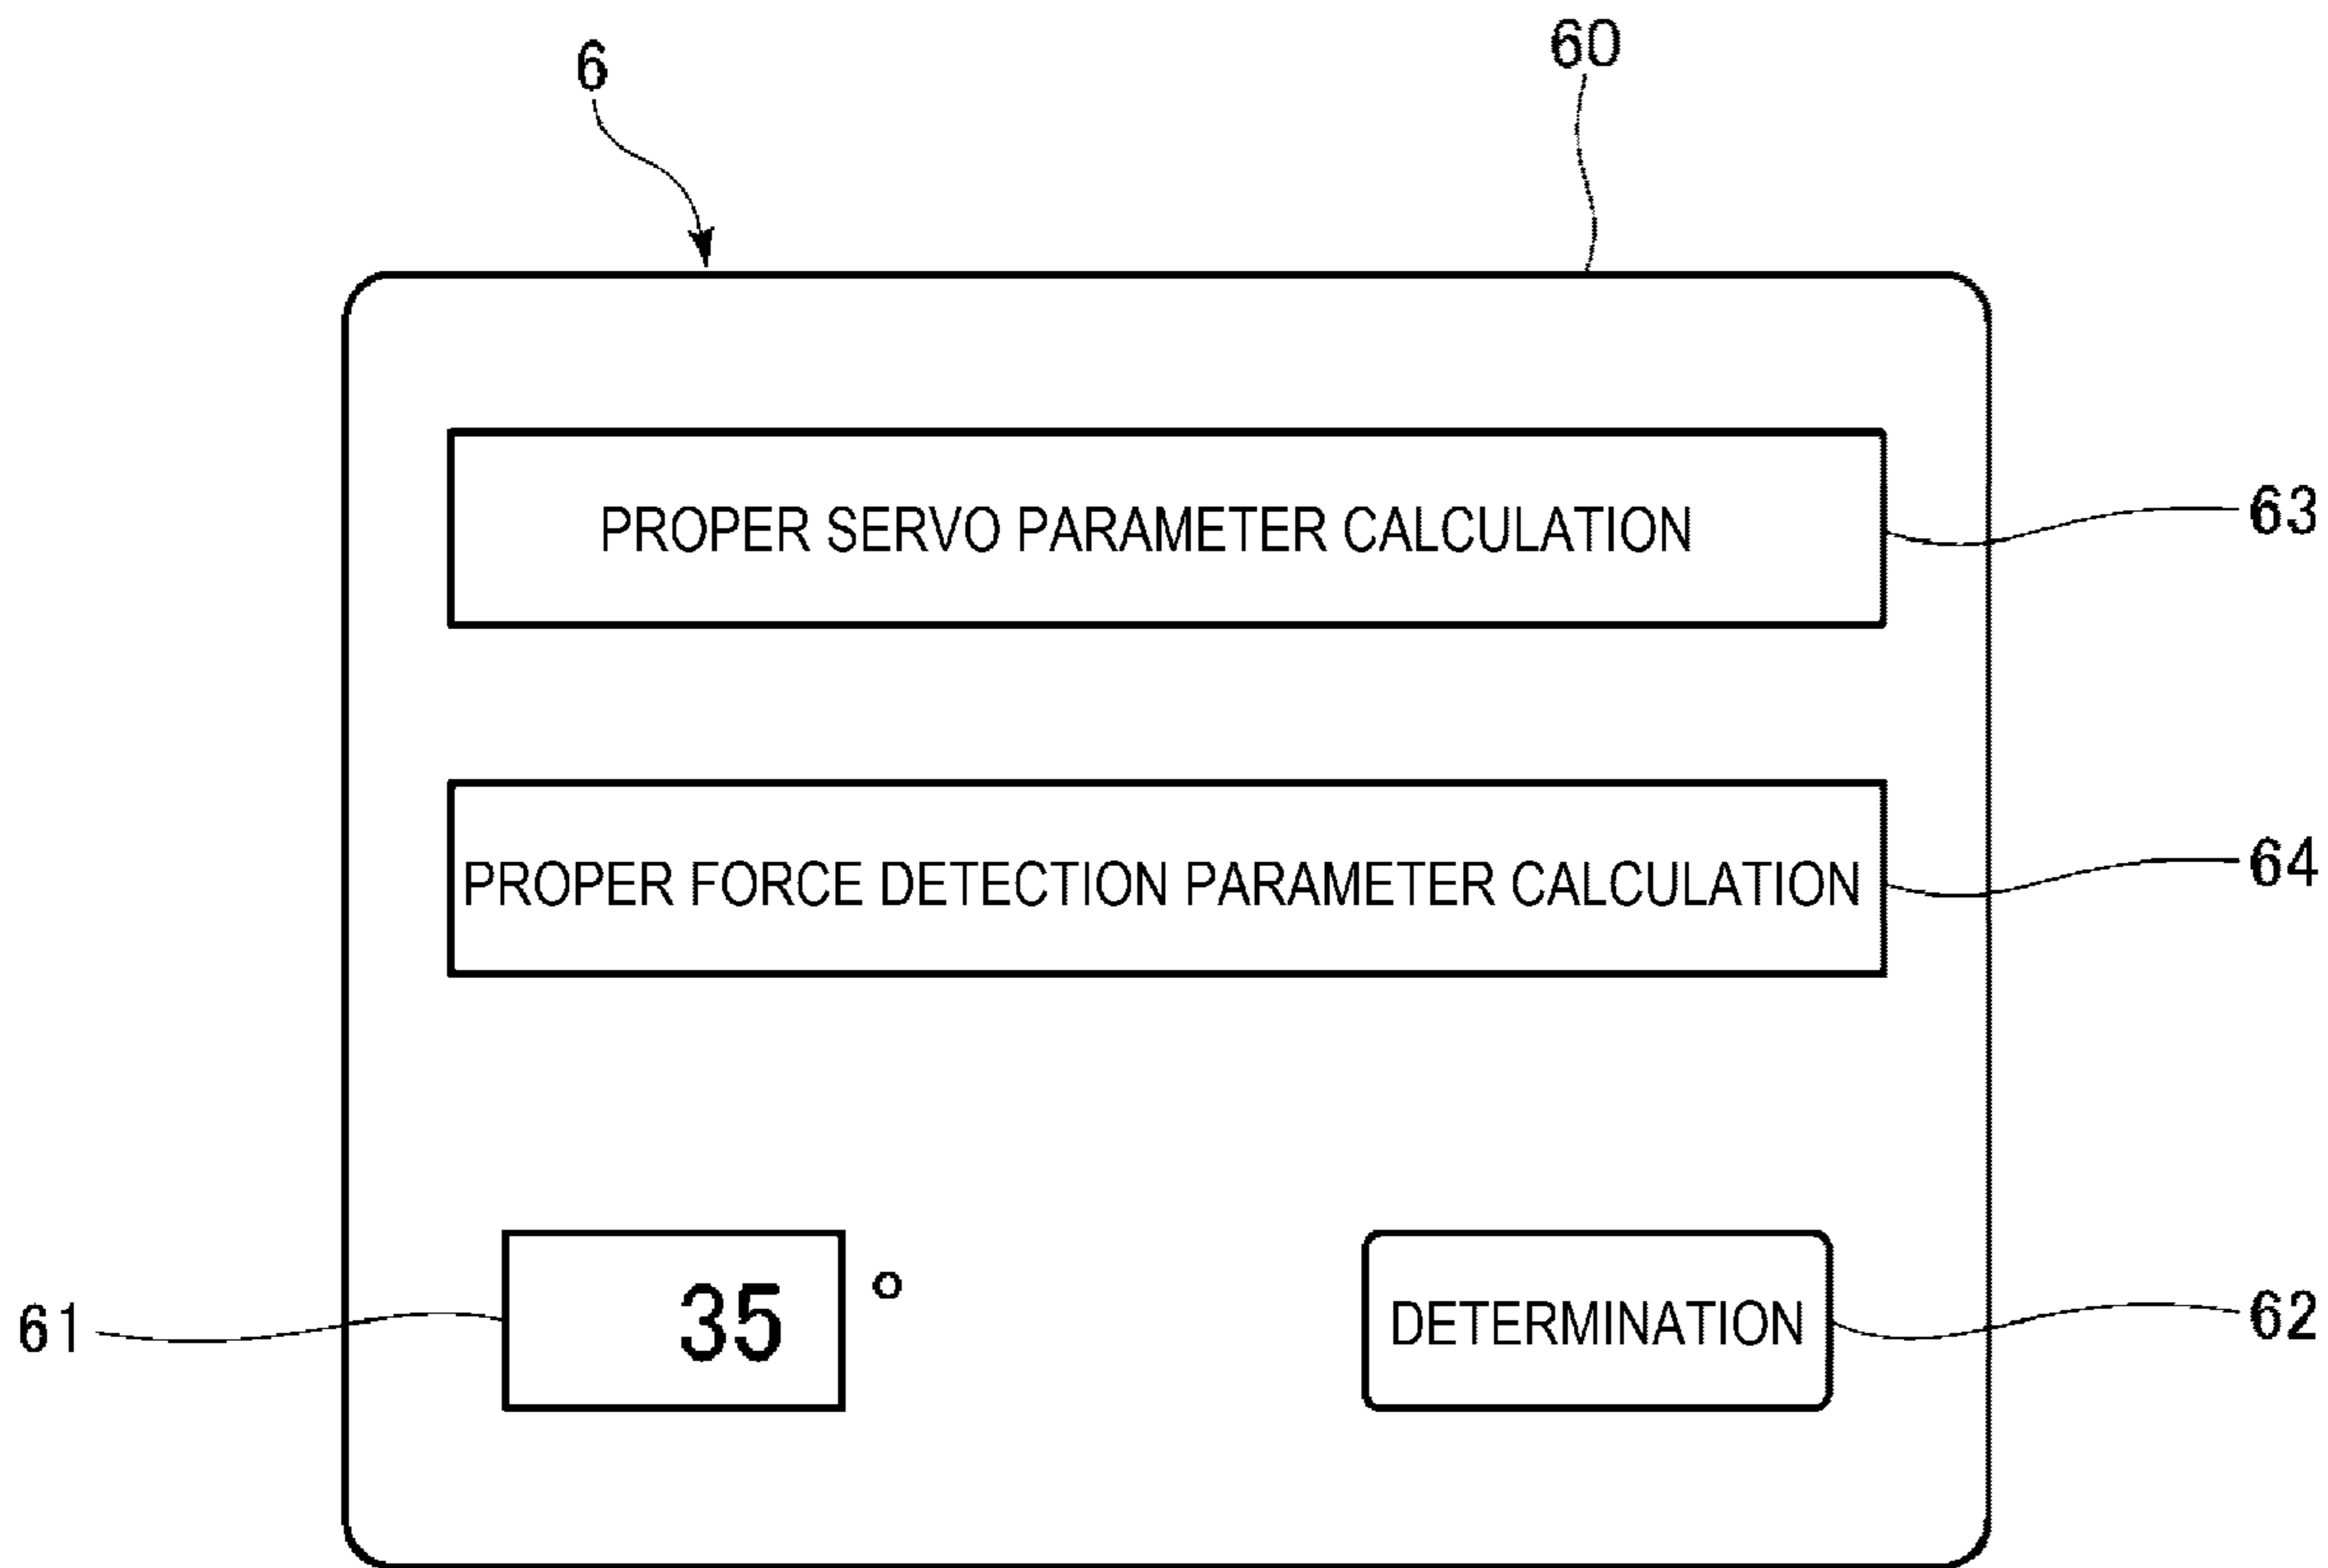 6
60
PROPER SERVO PARAMETER CALCULATION
63
PROPER FORCE DETECTION PARAMETER CALCULATION
64
61
35 °
DETERMINATION
62